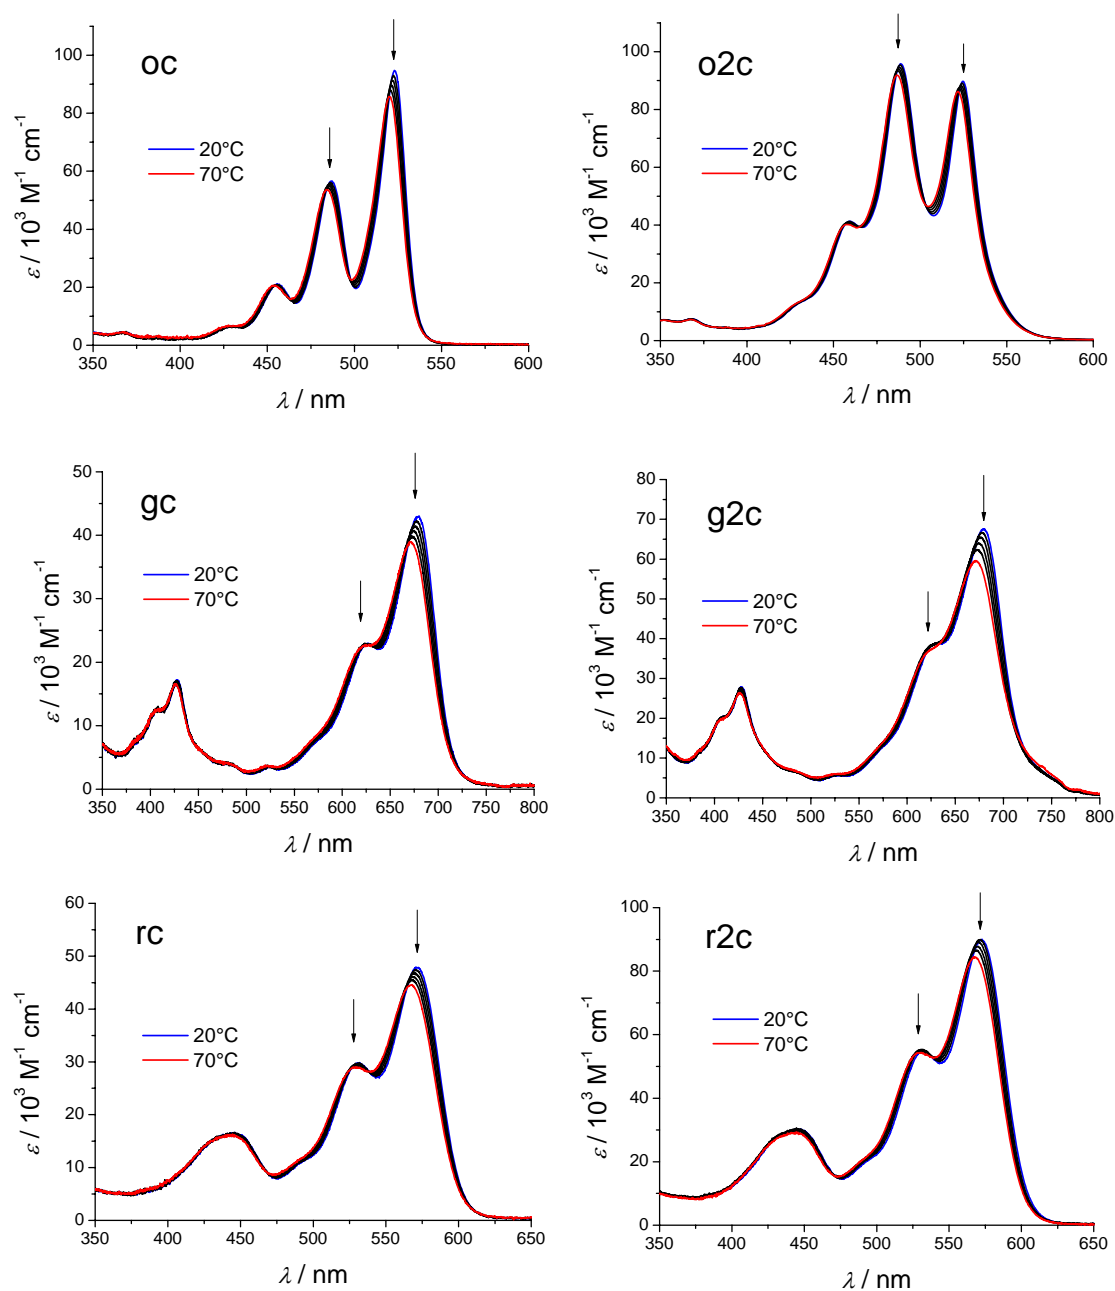 oc
100
80
60
40
20
0
ε / 10³ M⁻¹ cm⁻¹
20°C
70°C
350 400 450 500 550 600
λ / nm
o2c
100
80
60
40
20
0
ε / 10³ M⁻¹ cm⁻¹
20°C
70°C
350 400 450 500 550 600
λ / nm
gc
50
40
30
20
10
0
ε / 10³ M⁻¹ cm⁻¹
20°C
70°C
350 400 450 500 550 600 650 700 750 800
λ / nm
g2c
80
70
60
50
40
30
20
10
0
ε / 10³ M⁻¹ cm⁻¹
20°C
70°C
350 400 450 500 550 600 650 700 750 800
λ / nm
rc
60
50
40
30
20
10
0
ε / 10³ M⁻¹ cm⁻¹
20°C
70°C
350 400 450 500 550 600 650
λ / nm
r2c
100
80
60
40
20
0
ε / 10³ M⁻¹ cm⁻¹
20°C
70°C
350 400 450 500 550 600 650
λ / nm